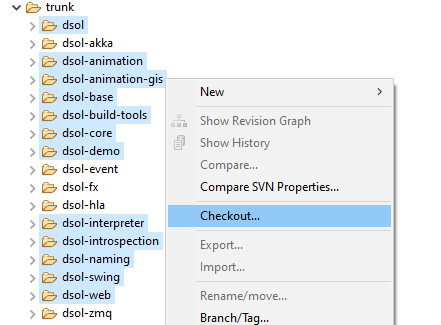 trunk
dsol
dsol-akka
dsol-animation
dsol-animation-gis
dsol-base
dsol-build-tools
dsol-core
dsol-demo
dsol-event
dsol-fx
dsol-hla
dsol-interpreter
dsol-introspection
dsol-naming
dsol-swing
dsol-web
dsol-zmq
New
Show Revision Graph
Show History
Compare...
Compare SVN Properties...
Checkout...
Export...
Import...
Rename/move...
Branch/Tag...